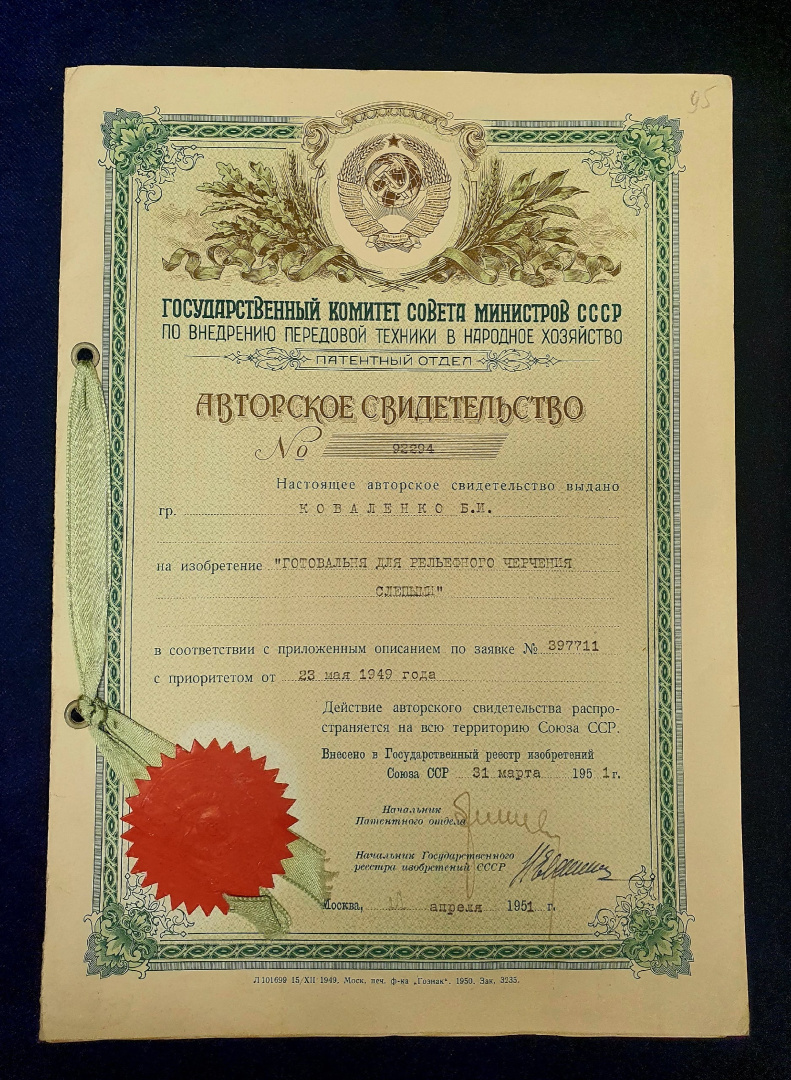 95
ГОСУДАРСТВЕННЫЙ КОМИТЕТ СОВЕТА МИНИСТРОВ СССР
ПО ВНЕДРЕНИЮ ПЕРЕДОВОЙ ТЕХНИКИ В НАРОДНОЕ ХОЗЯЙСТВО
ПАТЕНТНЫЙ ОТДЕЛ
АВТОРСКОЕ СВИДЕТЕЛЬСТВО
№ 92294
Настоящее авторское свидетельство выдано
гр. КОВАЛЕНКО Б.И.
на изобретение "ГОТОВАЛЬНЯ ДЛЯ РЕЛЬЕФНОГО ЧЕРЧЕНИЯ
СЛЕПЫМИ"
в соответствии с приложенным описанием по заявке № 397711
с приоритетом от 23 мая 1949 года
Действие авторского свидетельства распро-
страняется на всю территорию Союза ССР.
Внесено в Государственный реестр изобретений
Союза ССР 31 марта 1951 г.
Начальник
Патентного отдела
Начальник Государственного
реестра изобретений СССР
Москва, апреля 1951 г.
Л 101699 15/XII 1949. Моск. печ. ф-ка „Гознак". 1950. Зак. 3235.